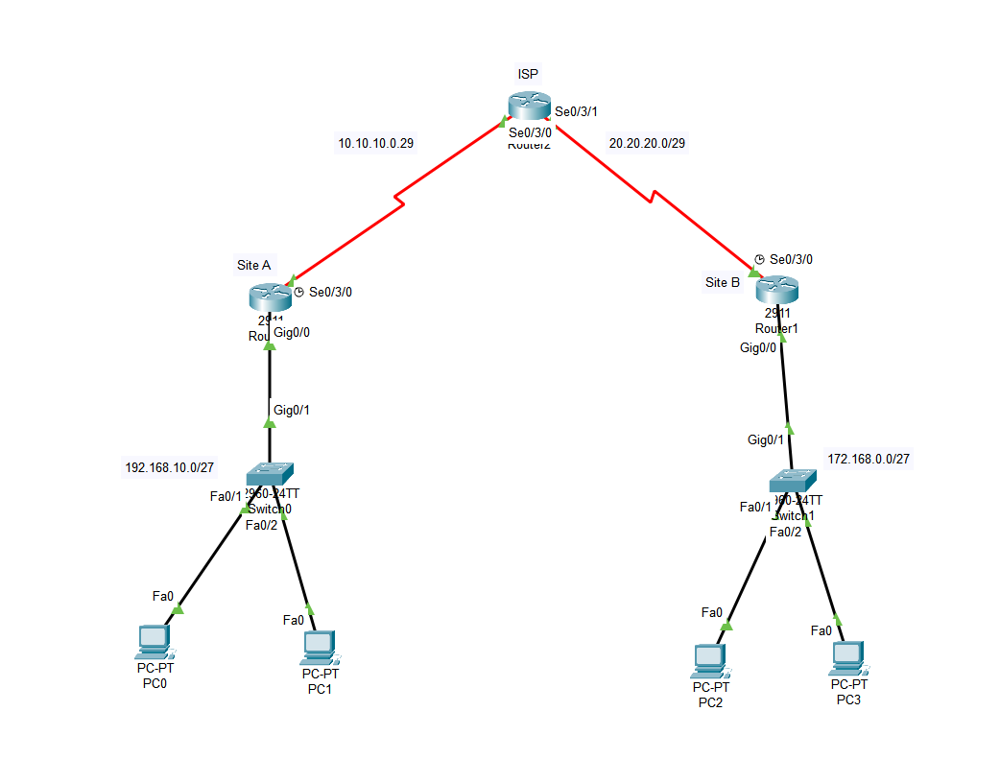 ISP
Se0/3/1
Se0/3/0
Router2
10.10.10.0.29
20.20.20.0/29
Site A
Se0/3/0
Se0/3/0
Site B
2911
Gig0/0
2911
Router1
Gig0/0
Gig0/1
Gig0/1
192.168.10.0/27
172.168.0.0/27
Fa0/1
2960-24TT
Switch0
Fa0/2
Fa0/1
Switch1
Fa0/2
Fa0
Fa0
Fa0
Fa0
PC-PT
PC0
PC-PT
PC1
PC-PT
PC2
PC-PT
PC3